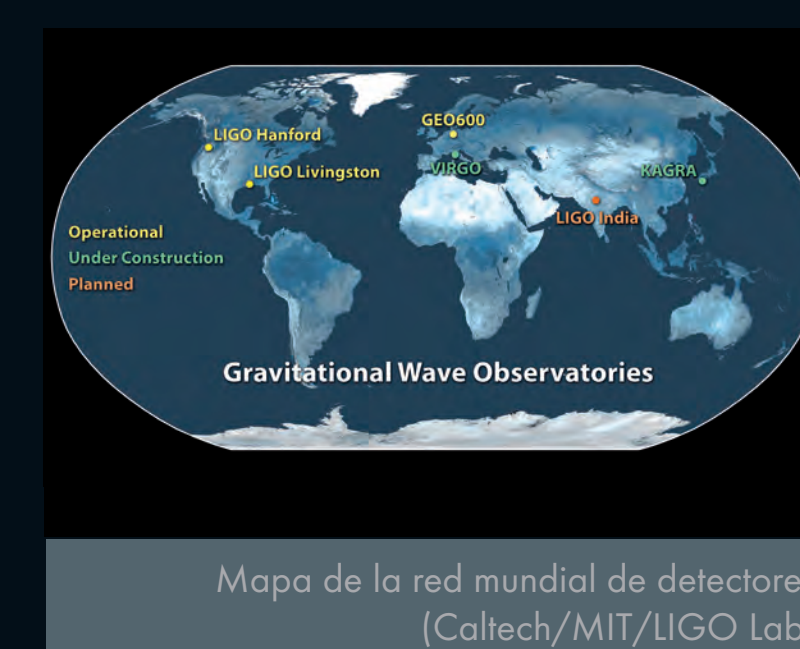 GEO600
LIGO Hanford
VIRGO
LIGO Livingston
KAGRA
LIGO India
Operational
Under Construction
Planned
Gravitational Wave Observatories
Mapa de la red mundial de detectore
(Caltech/MIT/LIGO Lab